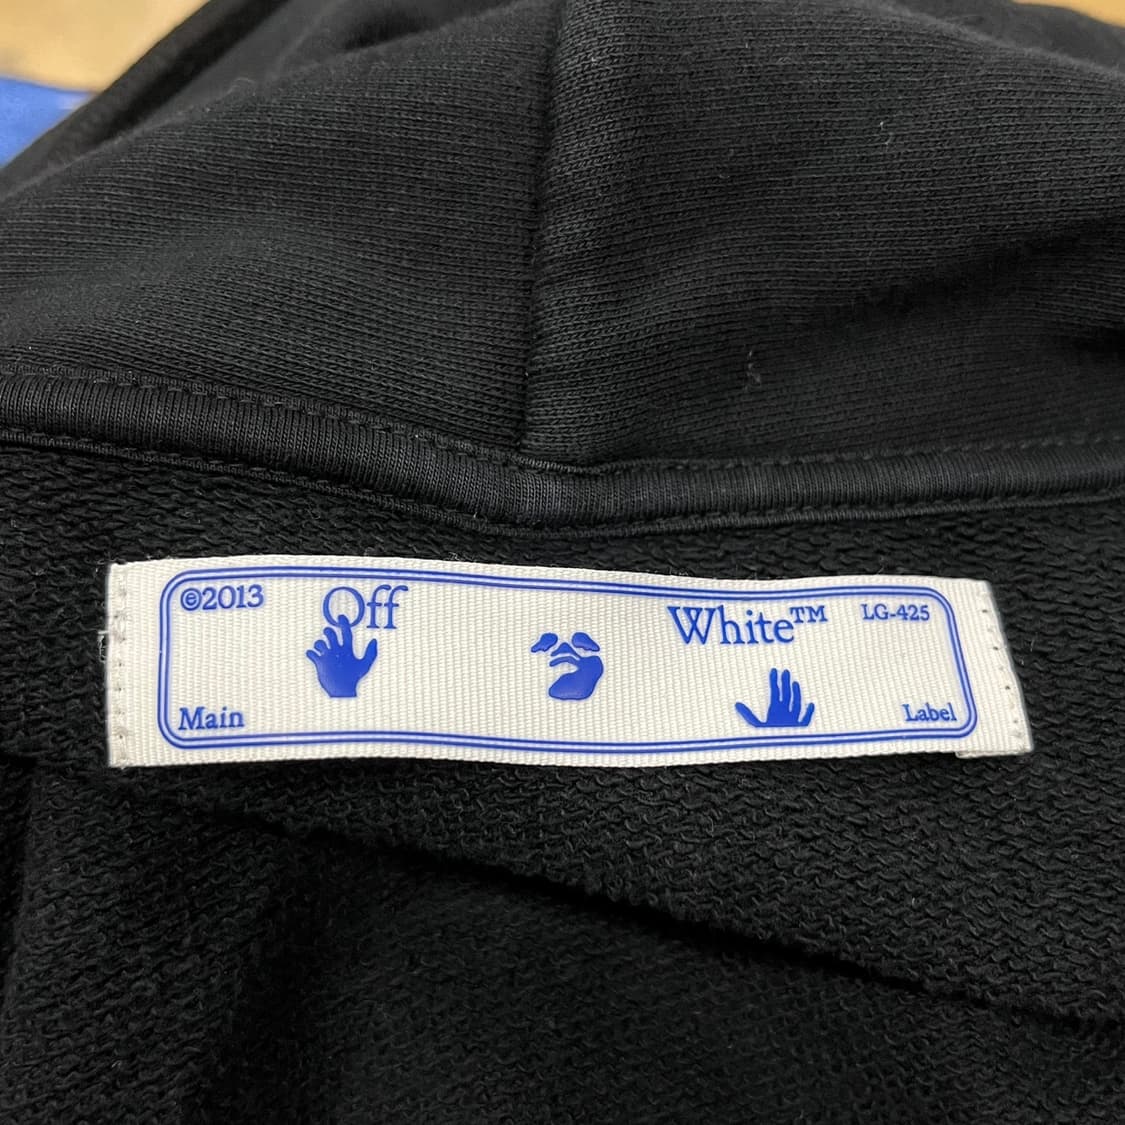 ©2013 Off White™ LG-425
Main Label